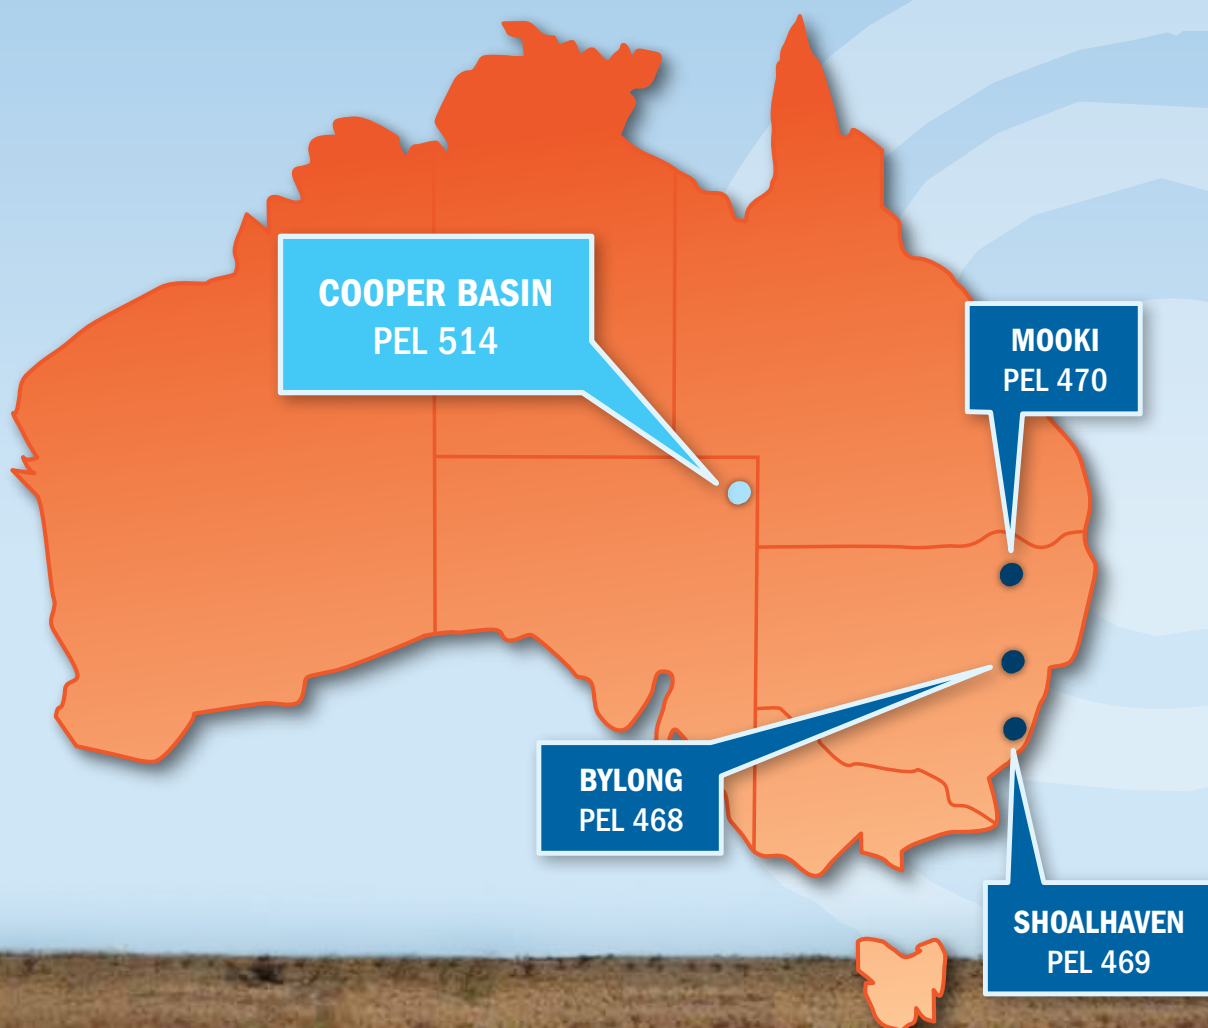 COOPER BASIN
PEL 514
MOOKI
PEL 470
BYLONG
PEL 468
SHOALHAVEN
PEL 469